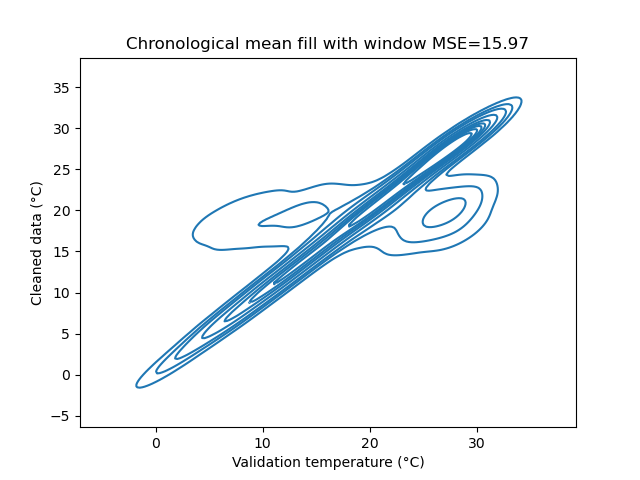 Chronological mean fill with window MSE=15.97
35
30
25
20
15
10
5
0
−5
Cleaned data (°C)
0 10 20 30
Validation temperature (°C)